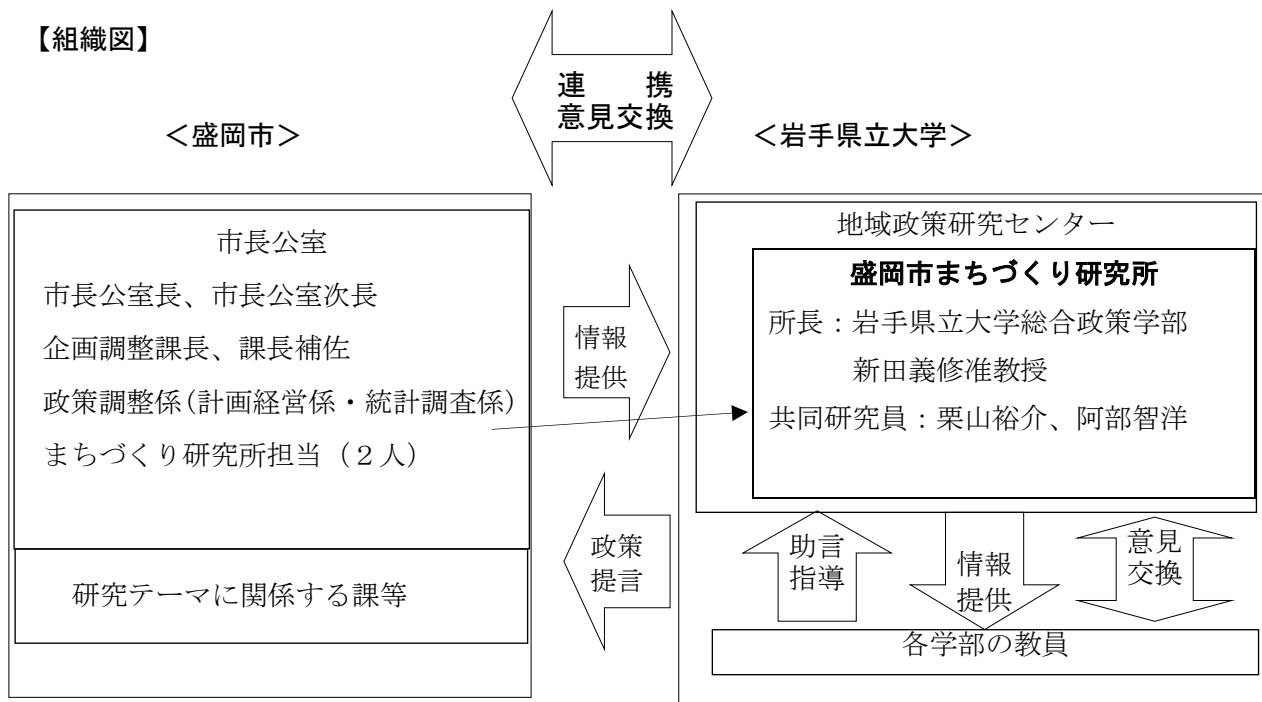 【組織図】
連　携
意見交換
＜盛岡市＞
＜岩手県立大学＞
市長公室
市長公室長、市長公室次長
企画調整課長、課長補佐
政策調整係(計画経営係・統計調査係)
まちづくり研究所担当（２人）
研究テーマに関係する課等
情報
提供
政策
提言
地域政策研究センター
盛岡市まちづくり研究所
所長：岩手県立大学総合政策学部
新田義修准教授
共同研究員：栗山裕介、阿部智洋
助言
指導
情報
提供
意見
交換
各学部の教員